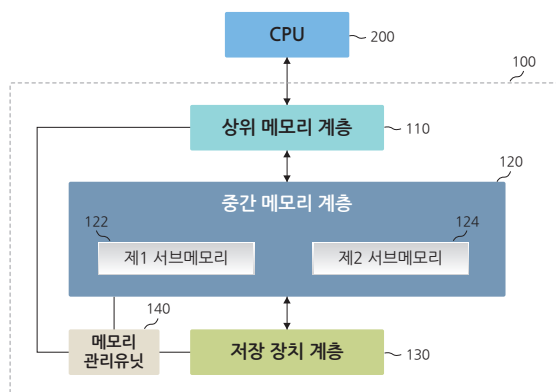 CPU
200
100
상위 메모리 계층
110
120
중간 메모리 계층
122
124
제1 서브메모리
제2 서브메모리
140
메모리
관리유닛
저장 장치 계층
130